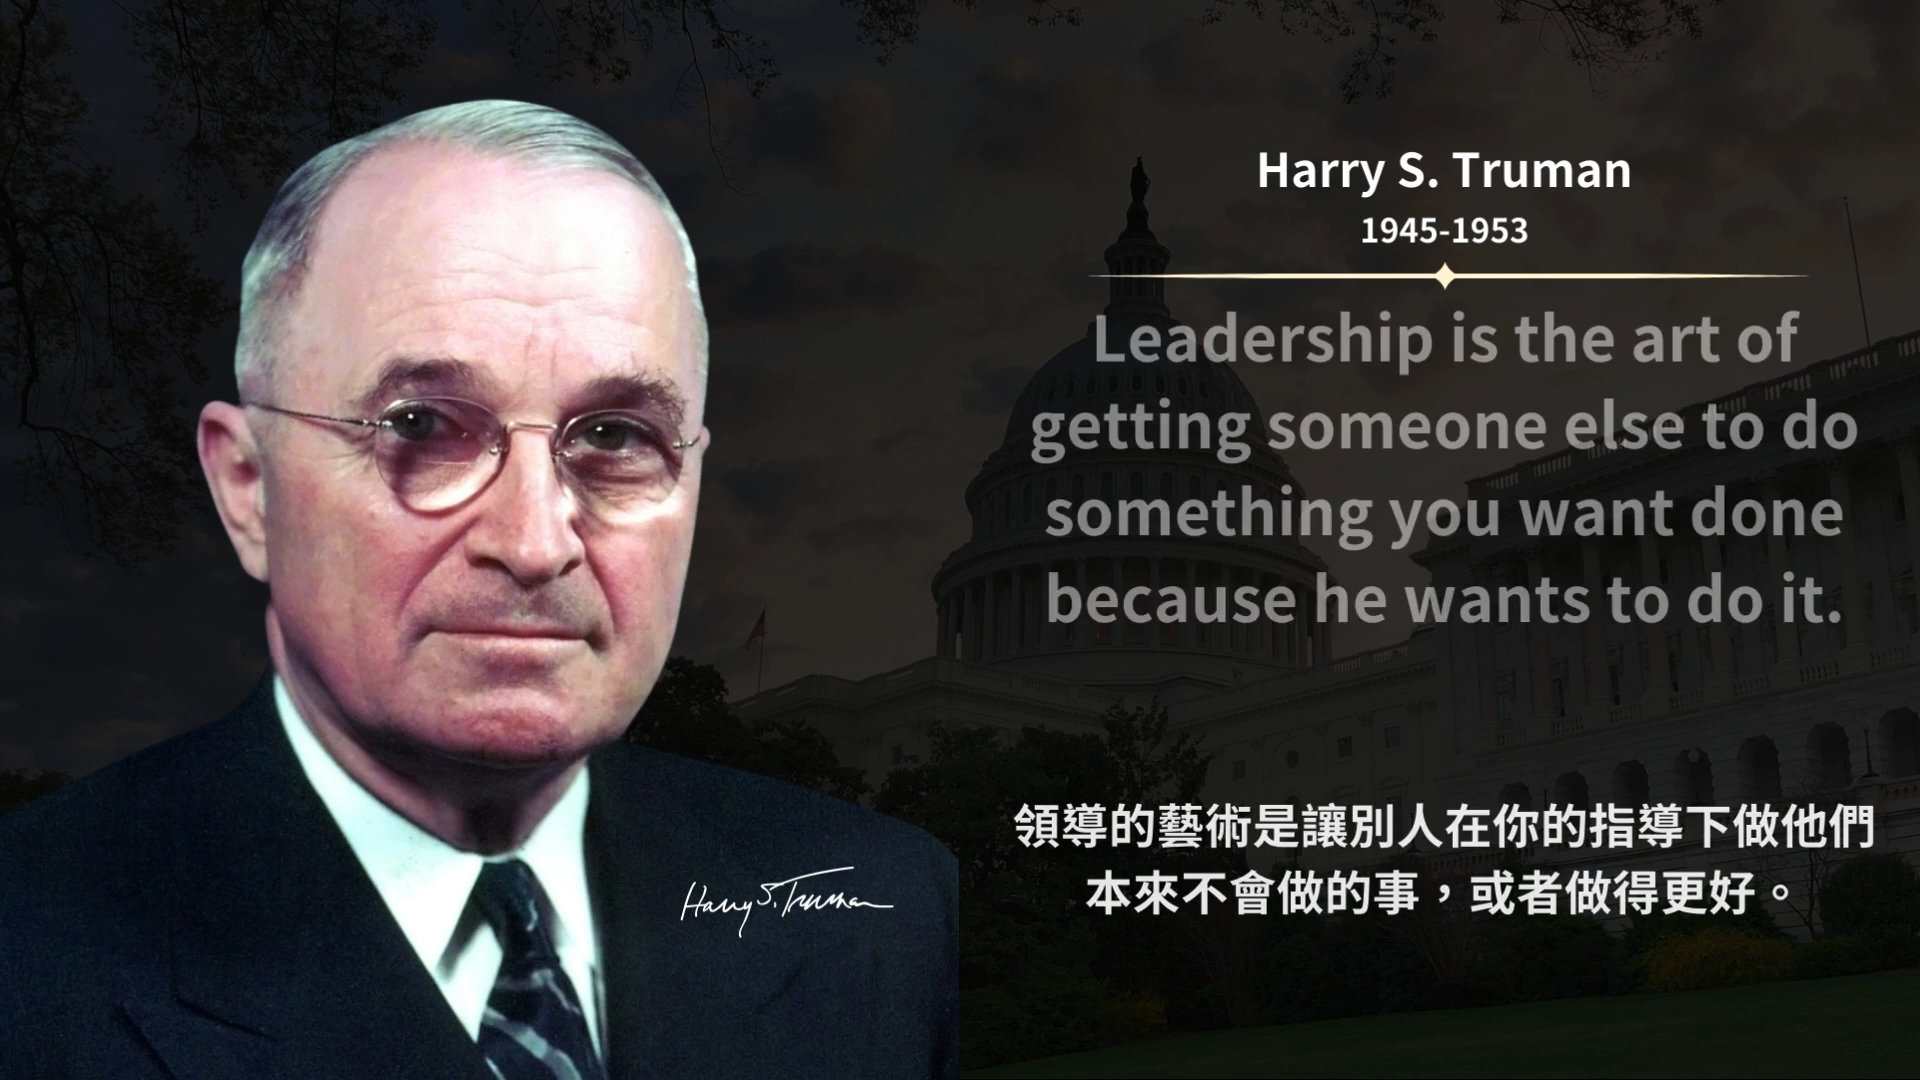 Harry S. Truman
1945-1953
Leadership is the art of
getting someone else to do
something you want done
because he wants to do it.
領導的藝術是讓別人在你的指導下做他們
本來不會做的事，或者做得更好。
Harry S. Truman